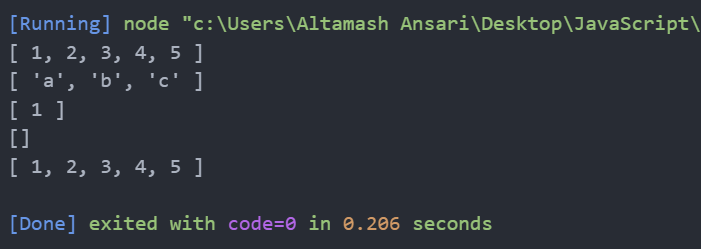 [Running] node "c:\Users\Altamash Ansari\Desktop\JavaScript\
[ 1, 2, 3, 4, 5 ]
[ 'a', 'b', 'c' ]
[ 1 ]
[]
[ 1, 2, 3, 4, 5 ]
[Done] exited with code=0 in 0.206 seconds